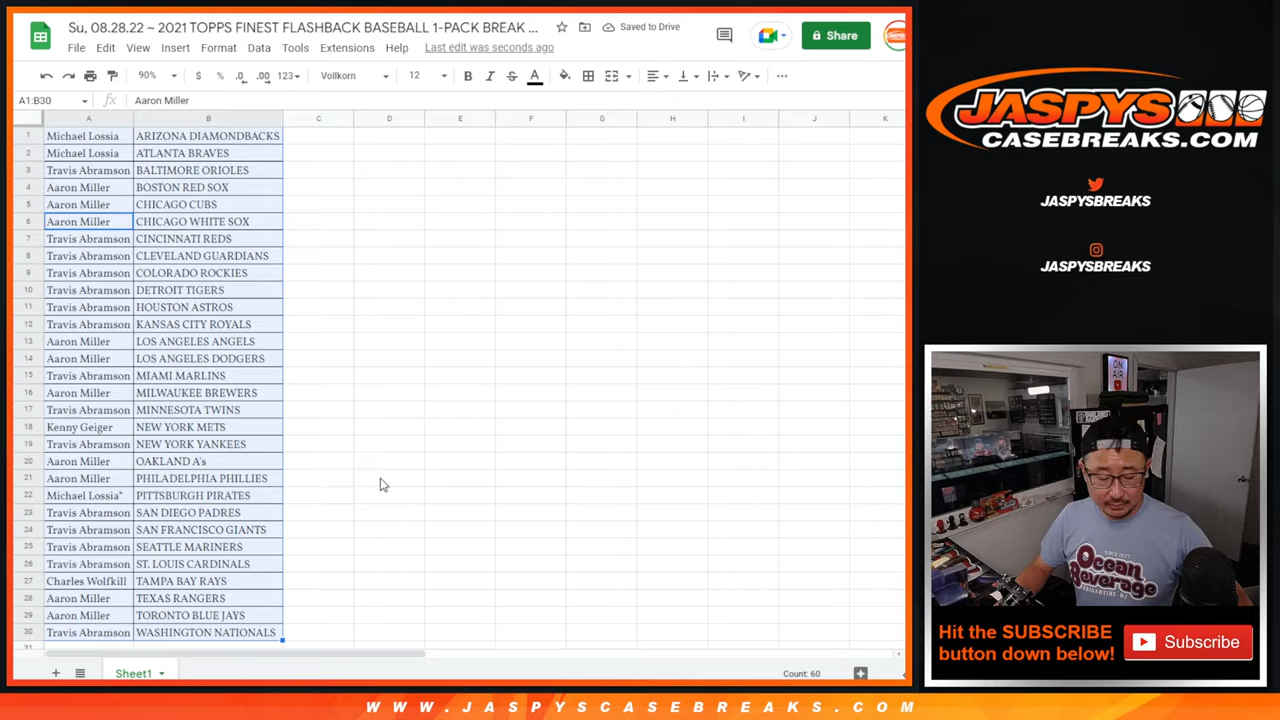 Su, 08.28.22 ~ 2021 TOPPS FINEST FLASHBACK BASEBALL 1-PACK BREAK ...
Saved to Drive
Share
File Edit View Insert Format Data Tools Extensions Help Last edit was seconds ago
90% $ % .0 .00 123 Vollkorn 12 B I S A
A1:B30 fx Aaron Miller
A B C D E F G H I J K
1 Michael Lossia ARIZONA DIAMONDBACKS
2 Michael Lossia ATLANTA BRAVES
3 Travis Abramson BALTIMORE ORIOLES
4 Aaron Miller BOSTON RED SOX
5 Aaron Miller CHICAGO CUBS
6 Aaron Miller CHICAGO WHITE SOX
7 Travis Abramson CINCINNATI REDS
8 Travis Abramson CLEVELAND GUARDIANS
9 Travis Abramson COLORADO ROCKIES
10 Travis Abramson DETROIT TIGERS
11 Travis Abramson HOUSTON ASTROS
12 Travis Abramson KANSAS CITY ROYALS
13 Aaron Miller LOS ANGELES ANGELS
14 Aaron Miller LOS ANGELES DODGERS
15 Travis Abramson MIAMI MARLINS
16 Aaron Miller MILWAUKEE BREWERS
17 Travis Abramson MINNESOTA TWINS
18 Kenny Geiger NEW YORK METS
19 Travis Abramson NEW YORK YANKEES
20 Aaron Miller OAKLAND A's
21 Aaron Miller PHILADELPHIA PHILLIES
22 Michael Lossia* PITTSBURGH PIRATES
23 Travis Abramson SAN DIEGO PADRES
24 Travis Abramson SAN FRANCISCO GIANTS
25 Travis Abramson SEATTLE MARINERS
26 Travis Abramson ST. LOUIS CARDINALS
27 Charles Wolfkill TAMPA BAY RAYS
28 Aaron Miller TEXAS RANGERS
29 Aaron Miller TORONTO BLUE JAYS
30 Travis Abramson WASHINGTON NATIONALS
31
Sheet1
Count: 60
JASPYS
CASEBREAKS.COM
JASPYSBREAKS
JASPYSBREAKS
ON AIR
Ocean
Beverage
Hit the SUBSCRIBE
button down below!
Subscribe
WWW.JASPYSCASEBREAKS.COM